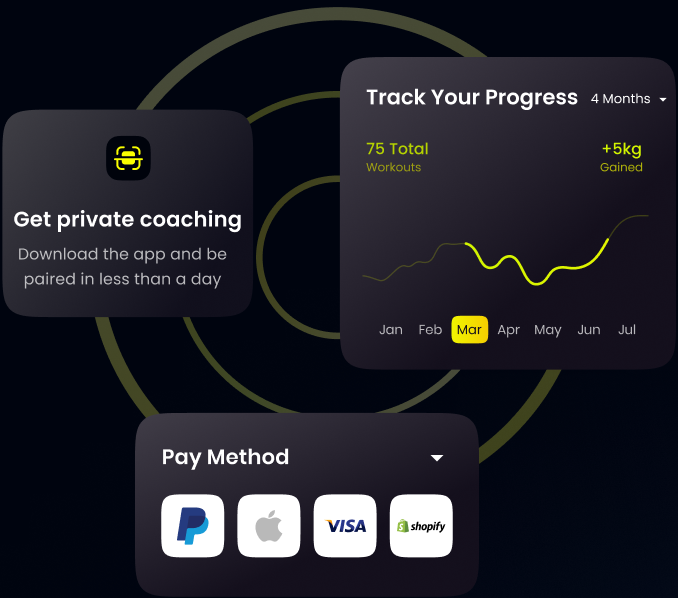 Track Your Progress 4 Months
75 Total +5kg
Workouts Gained
Jan Feb Mar Apr May Jun Jul
Get private coaching
Download the app and be
paired in less than a day
Pay Method
VISA shopify